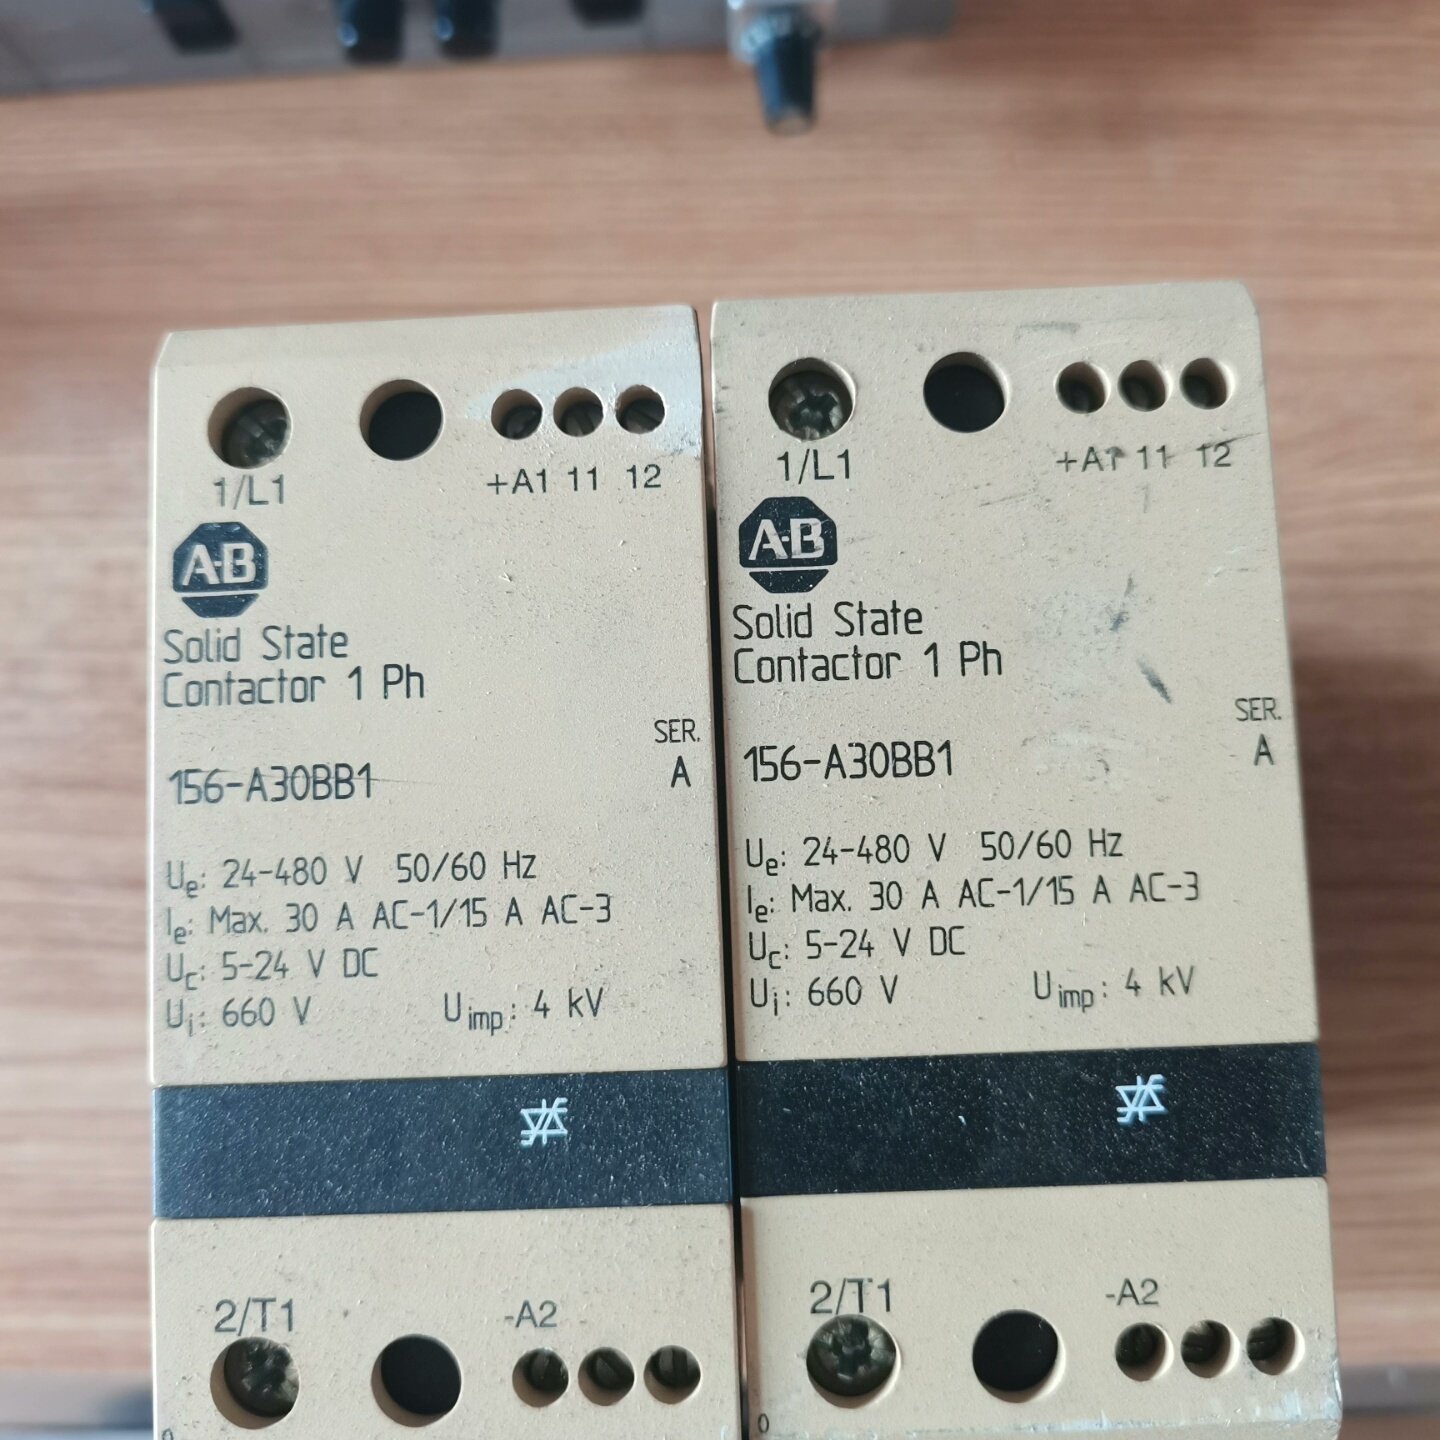 1/L1
+A1 11 12
A-B
Solid State
Contactor 1 Ph
SER.
156-A30BB1
A
Ue: 24-480 V 50/60 Hz
Ie: Max. 30 A AC-1/15 A AC-3
Uc: 5-24 V DC
Ui: 660 V Uimp: 4 kV
2/T1
-A2
0
1/L1
+A1 11 12
A-B
Solid State
Contactor 1 Ph
SER.
156-A30BB1
A
Ue: 24-480 V 50/60 Hz
Ie: Max. 30 A AC-1/15 A AC-3
Uc: 5-24 V DC
Ui: 660 V Uimp: 4 kV
2/T1
-A2
0